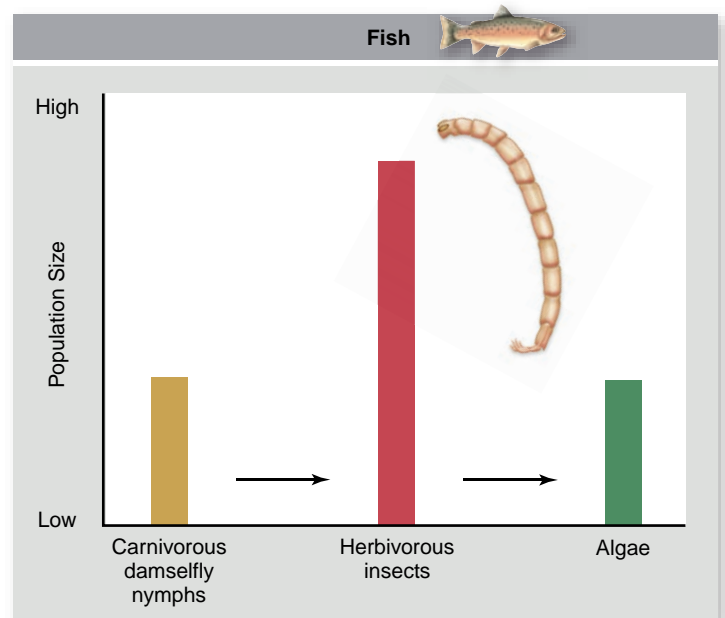 Fish
High
Population Size
Low
Carnivorous
damselfly
nymphs
Herbivorous
insects
Algae